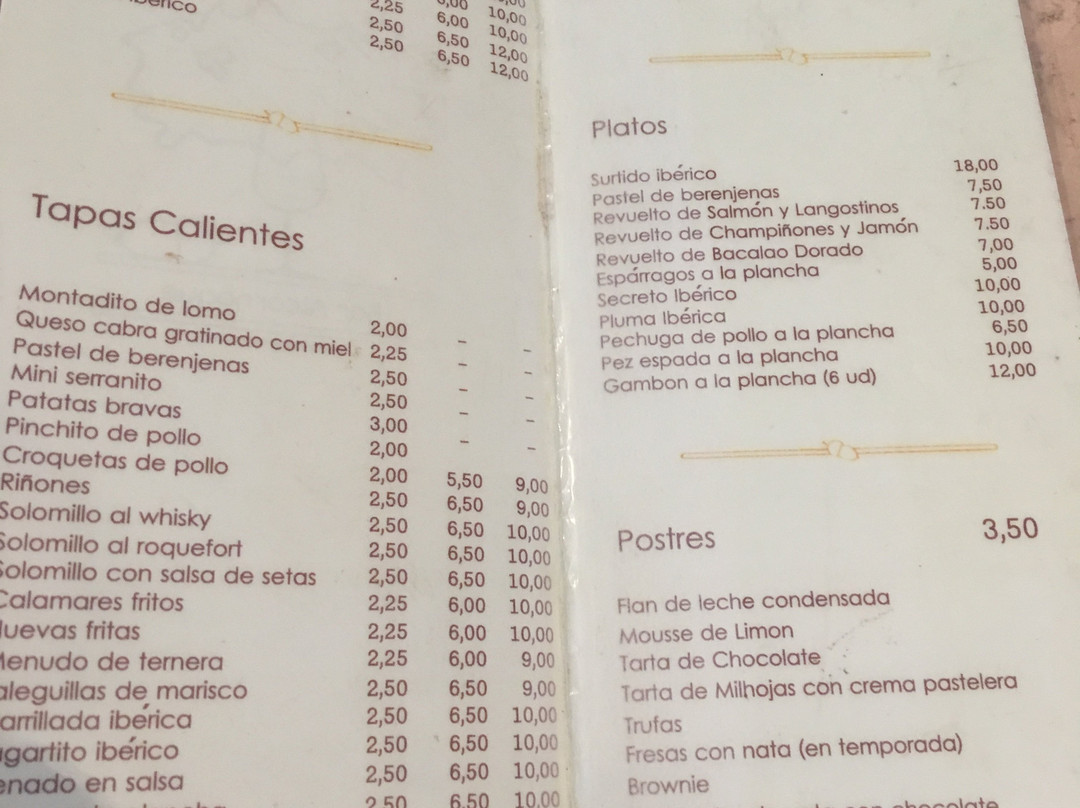 2,25 6,00 10,00
2,50 6,50 12,00
2,50 6,50 12,00
Tapas Calientes
Montadito de lomo 2,00 - -
Queso cabra gratinado con miel 2,25 - -
Pastel de berenjenas 2,50 - -
Mini serranito 2,50 - -
Patatas bravas 3,00 - -
Pinchito de pollo 2,00
Croquetas de pollo 2,00 5,50 9,00
Riñones 2,50 6,50 9,00
Solomillo al whisky 2,50 6,50 10,00
Solomillo al roquefort 2,50 6,50 10,00
Solomillo con salsa de setas 2,50 6,50 10,00
Calamares fritos 2,25 6,00 10,00
Huevas fritas 2,25 6,00 10,00
Menudo de ternera 2,25 6,00 9,00
aleguillas de marisco 2,50 6,50 9,00
arrillada ibérica 2,50 6,50 10,00
gartito ibérico 2,50 6,50 10,00
enado en salsa 2,50 6,50 10,00
2,50 6,50 10,00
Platos
Surtido ibérico 18,00
Pastel de berenjenas 7,50
Revuelto de Salmón y Langostinos 7.50
Revuelto de Champiñones y Jamón 7.50
Revuelto de Bacalao Dorado 7,00
Espárragos a la plancha 5,00
Secreto Ibérico 10,00
Pluma Ibérica 10,00
Pechuga de pollo a la plancha 6,50
Pez espada a la plancha 10,00
Gambon a la plancha (6 ud) 12,00
Postres 3,50
Flan de leche condensada
Mousse de Limon
Tarta de Chocolate
Tarta de Milhojas con crema pastelera
Trufas
Fresas con nata (en temporada)
Brownie